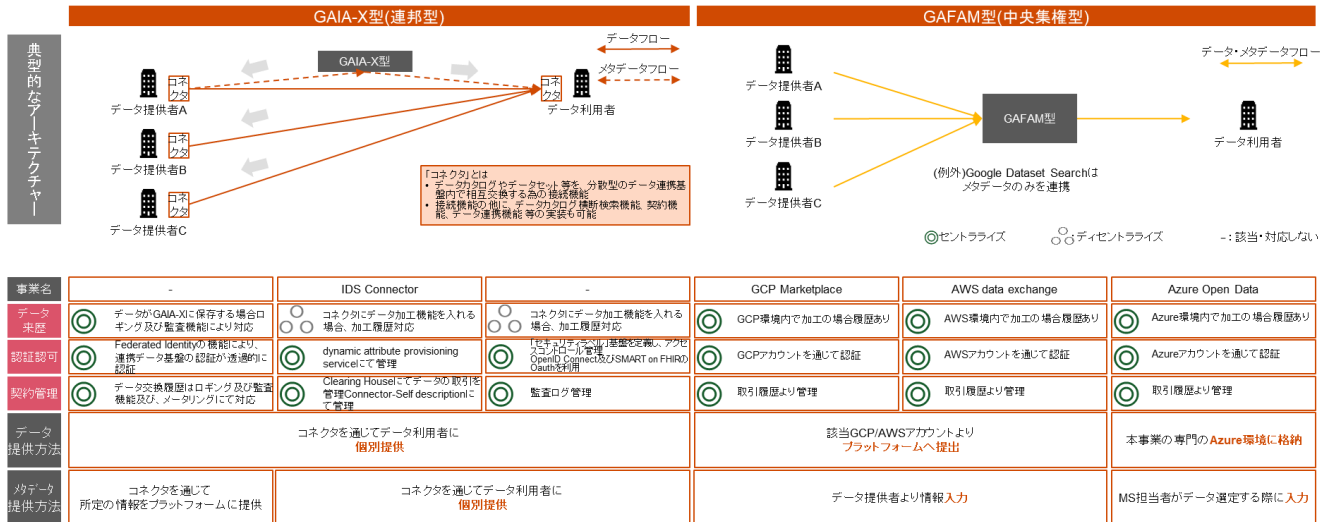 GAIA-X型(連邦型)
GAFAM型(中央集権型)
典型的なアーキテクチャー
データフロー
メタデータフロー
GAIA-X型
コネクタ
データ提供者A
コネクタ
データ提供者B
コネクタ
データ提供者C
コネクタ
データ利用者
「コネクタ」とは
• データカタログやデータセット等を、分散型のデータ連携基
盤内で相互交換する為の接続機能
• 接続機能の他に、データカタログ横断検索機能、契約機
能、データ連携機能 等の実装も可能
データ・メタデータフロー
データ提供者A
データ提供者B
データ提供者C
GAFAM型
データ利用者
(例外)Google Dataset Searchは
メタデータのみを連携
セントラライズ
:ディセントラライズ
-:該当・対応しない
事業名
-
IDS Connector
-
GCP Marketplace
AWS data exchange
Azure Open Data
データ
来歴
データがGAIA-Xに保存する場合ロ
ギング及び監査機能により対応
コネクタにデータ加工機能を入れる
場合、加工履歴対応
コネクタにデータ加工機能を入れる
場合、加工履歴対応
GCP環境内で加工の場合履歴あり
AWS環境内で加工の場合履歴あり
Azure環境内で加工の場合履歴あり
認証認可
Federated Identityの機能により、
連携データ基盤の認証が透過的に
認証
dynamic attribute provisioning
serviceにて管理
「セキュリティラベル」基盤を定義し、アクセ
スコントロール管理
OpenID Connect及びSMART on FHIRの
Oauthを利用
GCPアカウントを通じて認証
AWSアカウントを通じて認証
Azureアカウントを通じて認証
契約管理
データ交換履歴はロギング及び監査
機能及び、メータリングにて対応
Clearing Houseにてデータの取引を
管理Connector-Self descriptionに
て管理
監査ログ管理
取引履歴より管理
取引履歴より管理
取引履歴より管理
データ
提供方法
コネクタを通じてデータ利用者に
個別提供
該当GCP/AWSアカウントより
プラットフォームへ提出
本事業の専門のAzure環境に格納
メタデータ
提供方法
コネクタを通じて
所定の情報をプラットフォームに提供
コネクタを通じてデータ利用者に
個別提供
データ提供者より情報入力
MS担当者がデータ選定する際に入力